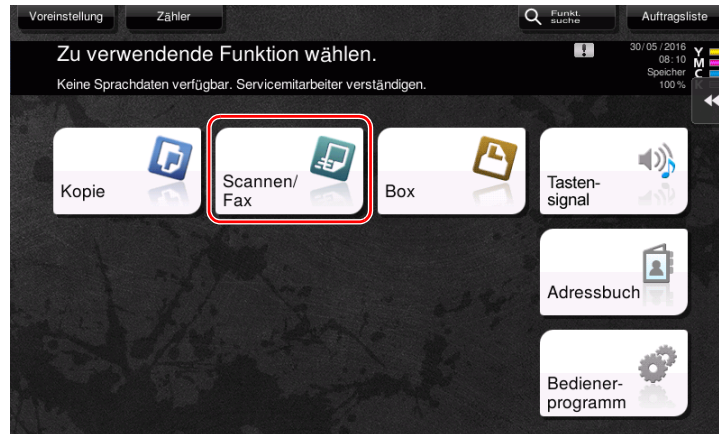 Voreinstellung
Zähler
Funkt.
suche
Auftragsliste
Zu verwendende Funktion wählen.
Keine Sprachdaten verfügbar. Servicemitarbeiter verständigen.
30/05/2016
08:10
Speicher
100 %
Y
M
C
K
Kopie
Scannen/
Fax
Box
Tasten-
signal
Adressbuch
Bediener-
programm